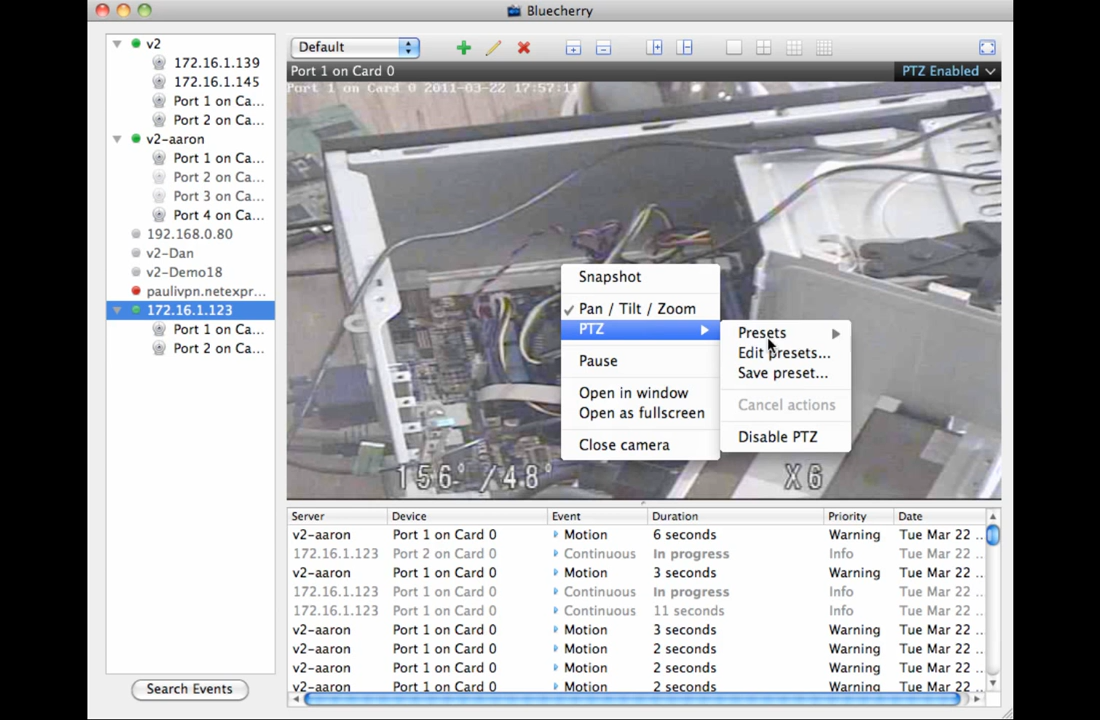 Bluecherry
v2
172.16.1.139
172.16.1.145
Port 1 on Ca...
Port 2 on Ca...
v2-aaron
Port 1 on Ca...
Port 2 on Ca...
Port 3 on Ca...
Port 4 on Ca...
192.168.0.80
v2-Dan
v2-Demo18
paulivpn.netexpr...
172.16.1.123
Port 1 on Ca...
Port 2 on Ca...
Search Events
Default
Port 1 on Card 0
PTZ Enabled
Port 1 on Card 0 2011-03-22 17:57:11
Snapshot
Pan / Tilt / Zoom
PTZ
Pause
Open in window
Open as fullscreen
Close camera
Presets
Edit presets...
Save preset...
Cancel actions
Disable PTZ
156° /48° X6
Server Device Event Duration Priority Date
v2-aaron Port 1 on Card 0 Motion 6 seconds Warning Tue Mar 22 ...
172.16.1.123 Port 2 on Card 0 Continuous In progress Info Tue Mar 22 ...
v2-aaron Port 1 on Card 0 Motion 3 seconds Warning Tue Mar 22 ...
172.16.1.123 Port 1 on Card 0 Continuous In progress Info Tue Mar 22 ...
172.16.1.123 Port 1 on Card 0 Continuous 11 seconds Info Tue Mar 22 ...
v2-aaron Port 1 on Card 0 Motion 3 seconds Warning Tue Mar 22 ...
v2-aaron Port 1 on Card 0 Motion 2 seconds Warning Tue Mar 22 ...
v2-aaron Port 1 on Card 0 Motion 2 seconds Warning Tue Mar 22 ...
v2-aaron Port 1 on Card 0 Motion 2 seconds Warning Tue Mar 22 ...